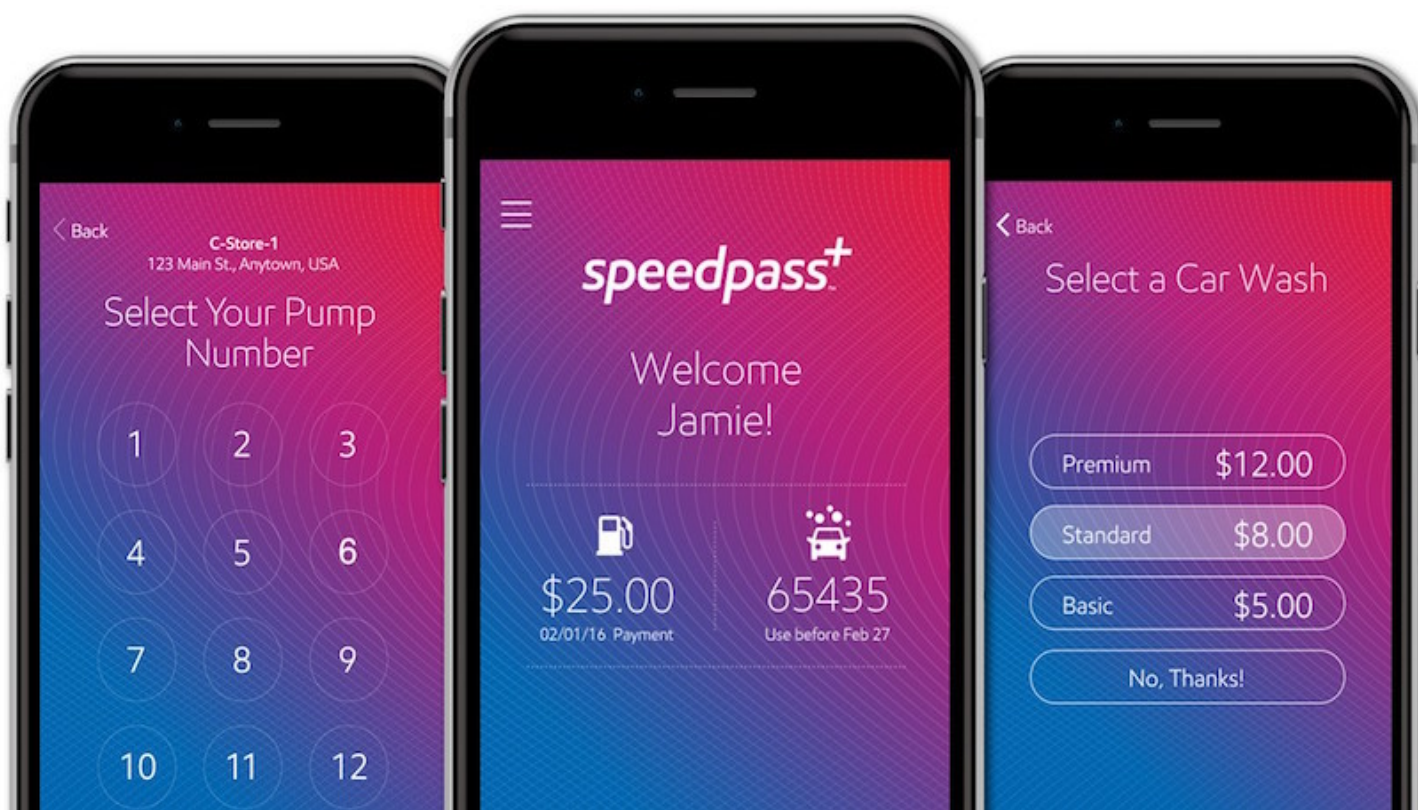 Back
C-Store-1
123 Main St., Anytown, USA
Select Your Pump
Number
1 2 3
4 5 6
7 8 9
10 11 12
speedpass+™
Welcome
Jamie!
$25.00
02/01/16 Payment
65435
Use before Feb 27
Back
Select a Car Wash
Premium $12.00
Standard $8.00
Basic $5.00
No, Thanks!